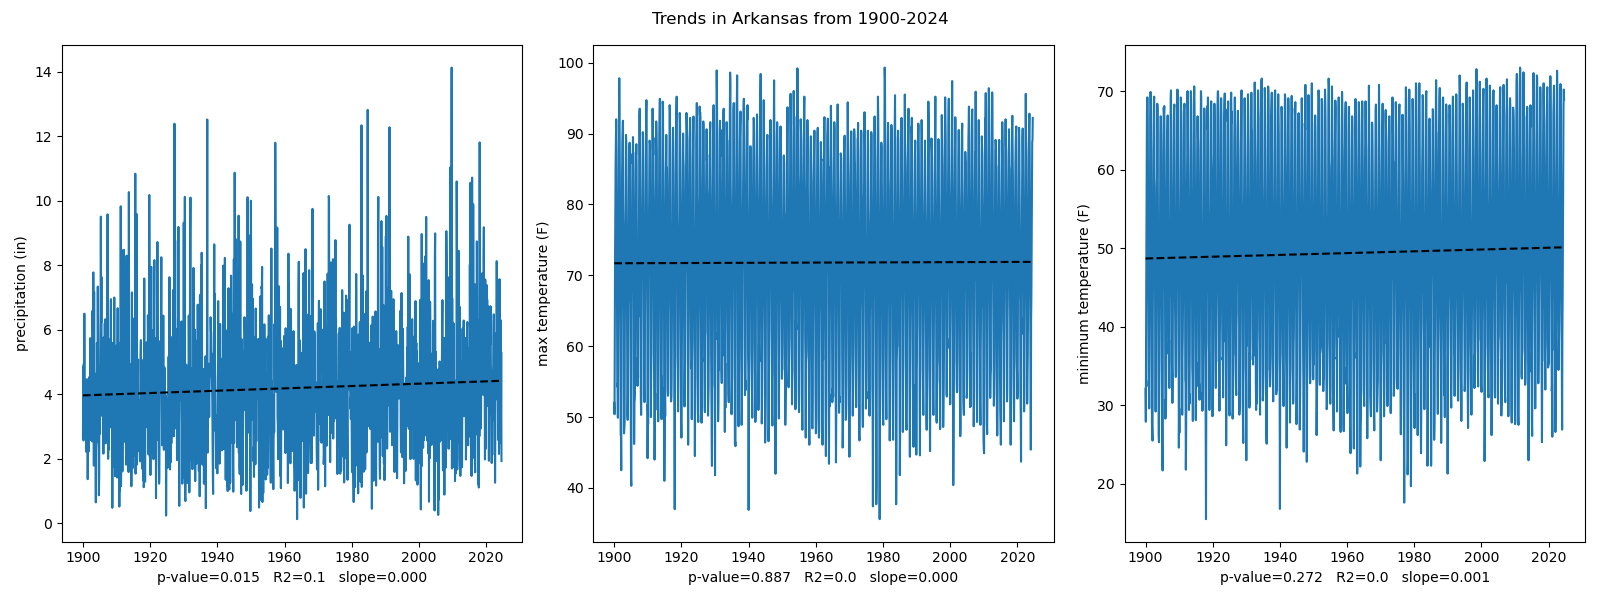 Trends in Arkansas from 1900-2024
precipitation (in)
14
12
10
8
6
4
2
0
1900 1920 1940 1960 1980 2000 2020
p-value=0.015 R2=0.1 slope=0.000
max temperature (F)
100
90
80
70
60
50
40
1900 1920 1940 1960 1980 2000 2020
p-value=0.887 R2=0.0 slope=0.000
minimum temperature (F)
70
60
50
40
30
20
1900 1920 1940 1960 1980 2000 2020
p-value=0.272 R2=0.0 slope=0.001